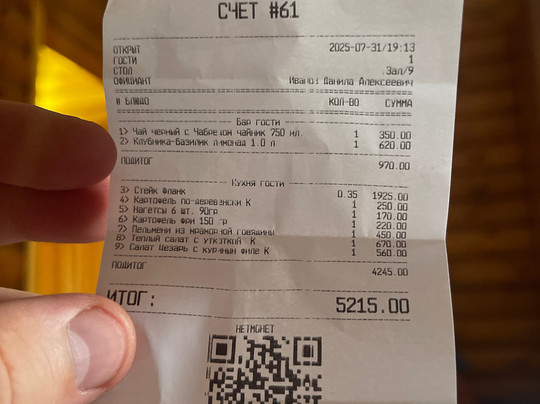 СЧЕТ #61
ОТКРЫТ 2025-07-31/19:13
ГОСТИ 1
СТОЛ Зал/9
ОФИЦИАНТ Иванов Данила Алексеевич
# БЛЮДО КОЛ-ВО СУММА
Бар гости
1> Чай черный с Чабрецом чайник 750 мл. 1 350.00
2> Клубника-Базилик лимонад 1.0 л 1 620.00
ПОДИТОГ 970.00
Кухня гости
3> Стейк Фланк 0.35 1925.00
4> Картофель по-деревенски К 1 250.00
5> Нагетсы 6 шт. 90гр 1 170.00
6> Картофель фри 150 гр 1 220.00
7> Пельмени из мраморной говядины 1 450.00
8> Теплый салат с уткой К 1 670.00
9> Салат Цезарь с куриным филе К 1 560.00
ПОДИТОГ 4245.00
ИТОГ: 5215.00
НЕТМОНЕТ